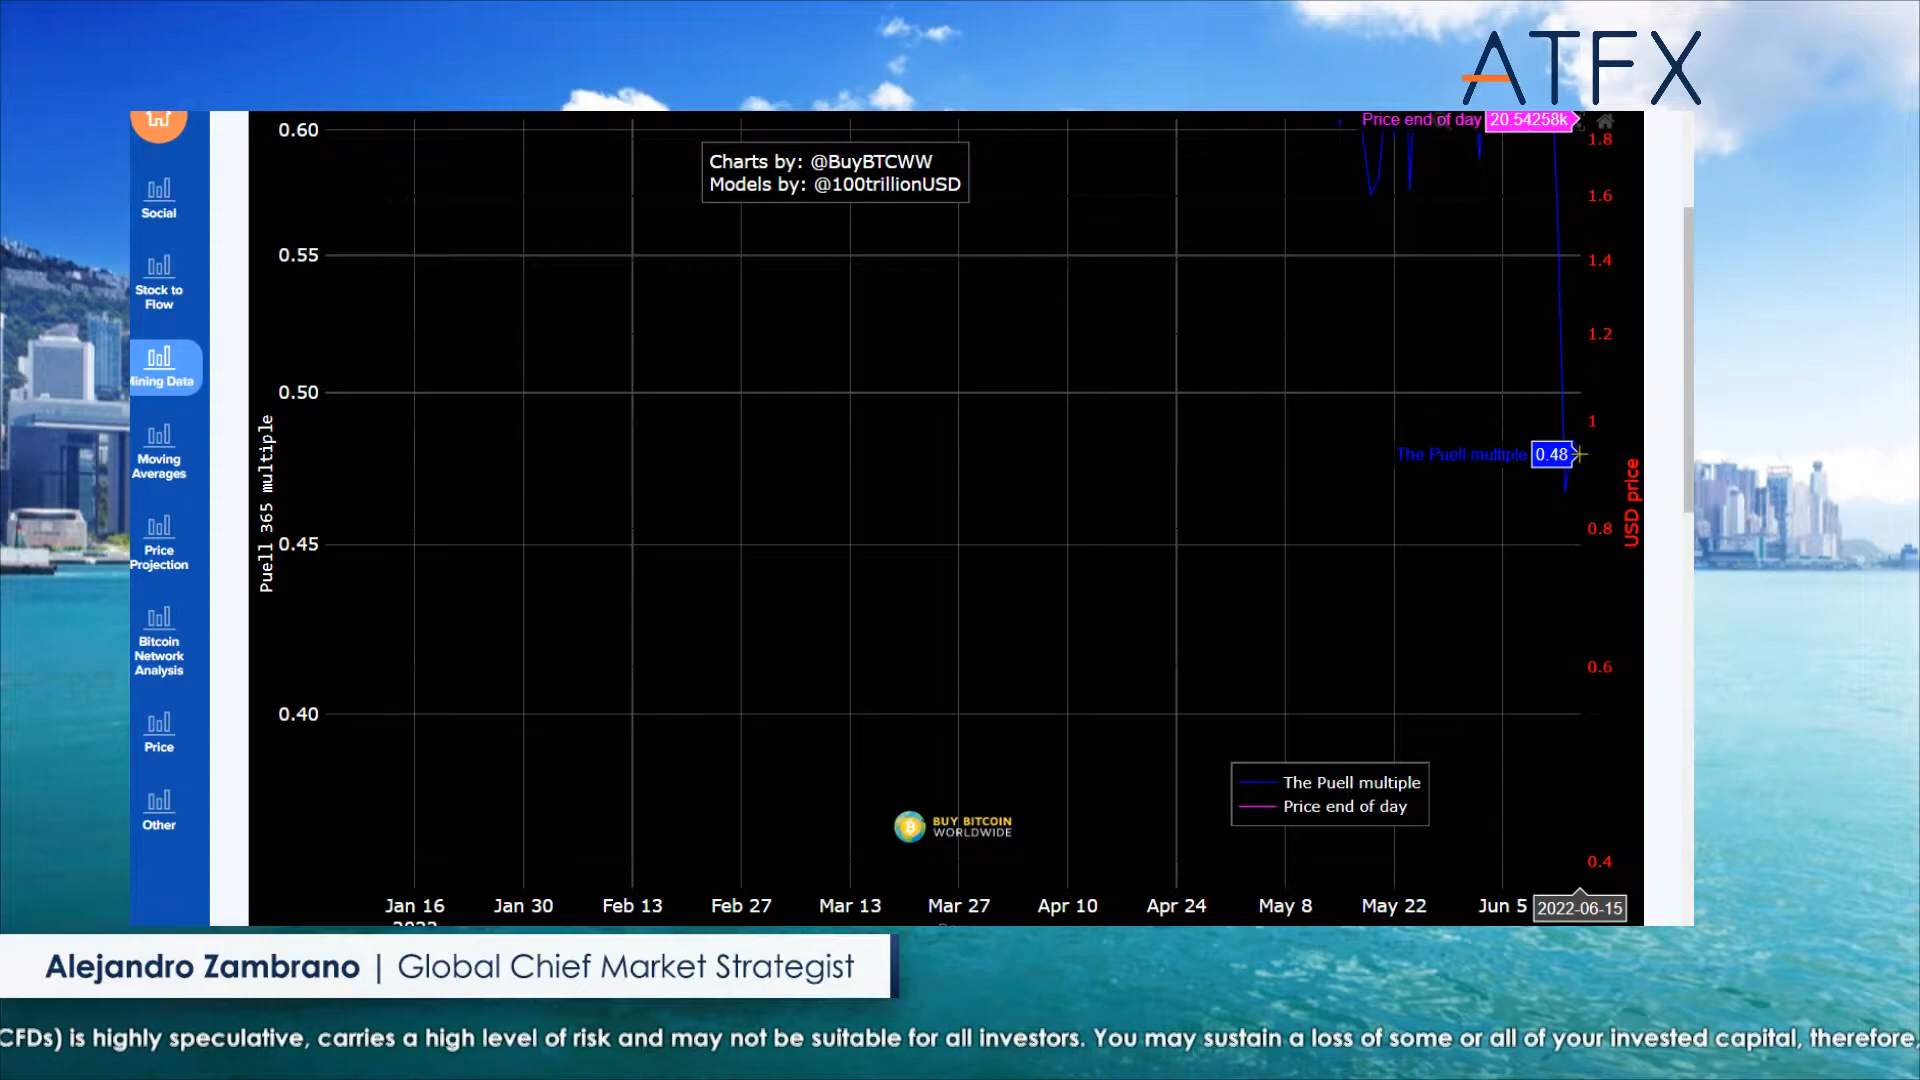 ATFX
Social
Stock to
Flow
Mining Data
Moving
Averages
Price
Projection
Bitcoin
Network
Analysis
Price
Other
Puell 365 multiple
0.60
0.55
0.50
0.45
0.40
Charts by: @BuyBTCWW
Models by: @100trillionUSD
Price end of day 20.54258k
The Puell multiple 0.48
1.8
1.6
1.4
1.2
1
0.8
0.6
0.4
USD price
The Puell multiple
Price end of day
BUY BITCOIN
WORLDWIDE
Jan 16 Jan 30 Feb 13 Feb 27 Mar 13 Mar 27 Apr 10 Apr 24 May 8 May 22 Jun 5 2022-06-15
2022
Alejandro Zambrano | Global Chief Market Strategist
CFDs) is highly speculative, carries a high level of risk and may not be suitable for all investors. You may sustain a loss of some or all of your invested capital, therefore,